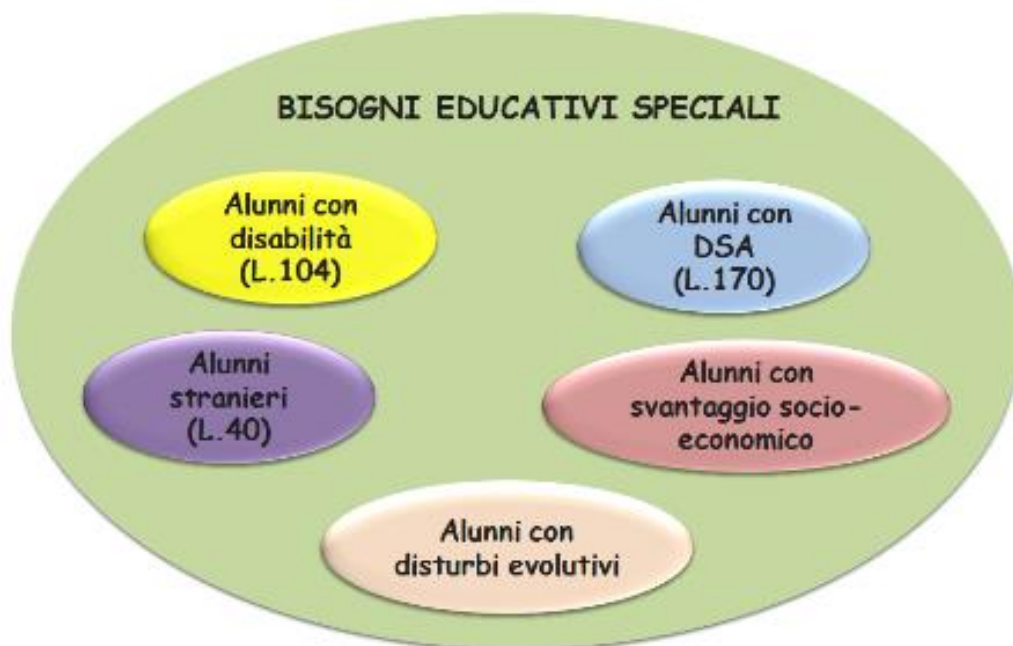 BISOGNI EDUCATIVI SPECIALI
Alunni con
disabilità
(L.104)
Alunni con
DSA
(L.170)
Alunni
stranieri
(L.40)
Alunni con
svantaggio socio-
economico
Alunni con
disturbi evolutivi